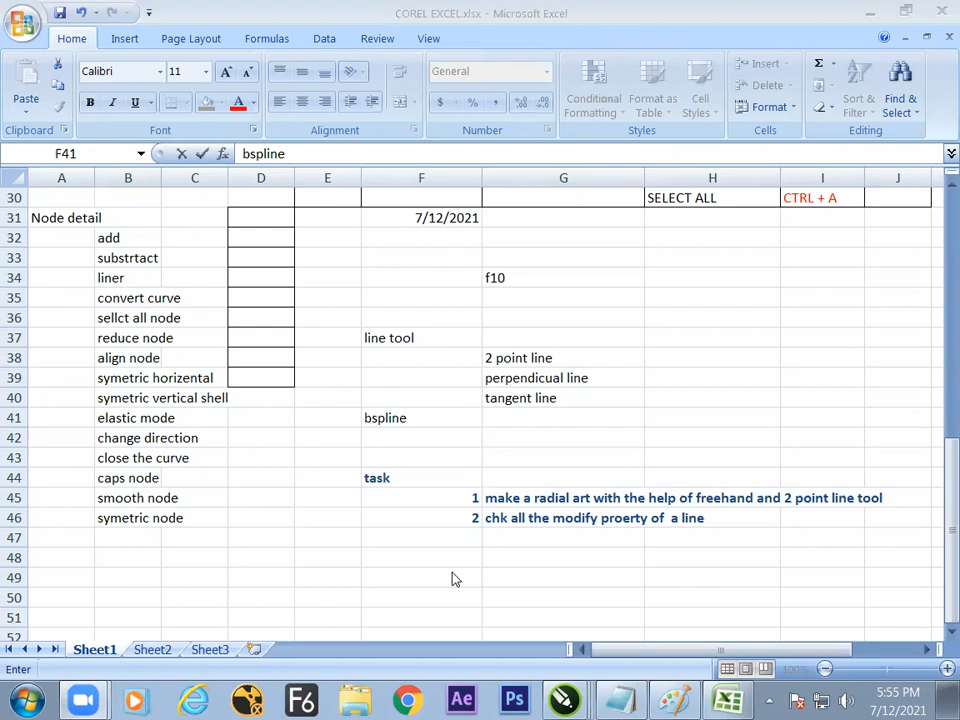 COREL EXCEL.xlsx - Microsoft Excel
Home Insert Page Layout Formulas Data Review View
Calibri 11 General
Paste
Conditional Formatting Format as Table Cell Styles
Insert
Delete
Format
Sort & Filter Find & Select
Clipboard Font Alignment Number Styles Cells Editing
F41 fx bspline
A B C D E F G H I J
30 SELECT ALL CTRL + A
31 Node detail 7/12/2021
32 add
33 substrtact
34 liner f10
35 convert curve
36 sellct all node
37 reduce node line tool
38 align node 2 point line
39 symetric horizental perpendicual line
40 symetric vertical shell tangent line
41 elastic mode bspline
42 change direction
43 close the curve
44 caps node task
45 smooth node 1 make a radial art with the help of freehand and 2 point line tool
46 symetric node 2 chk all the modify proerty of a line
47
48
49
50
51
52
Sheet1 Sheet2 Sheet3
Enter 100%
F6 Ae Ps
5:55 PM
7/12/2021